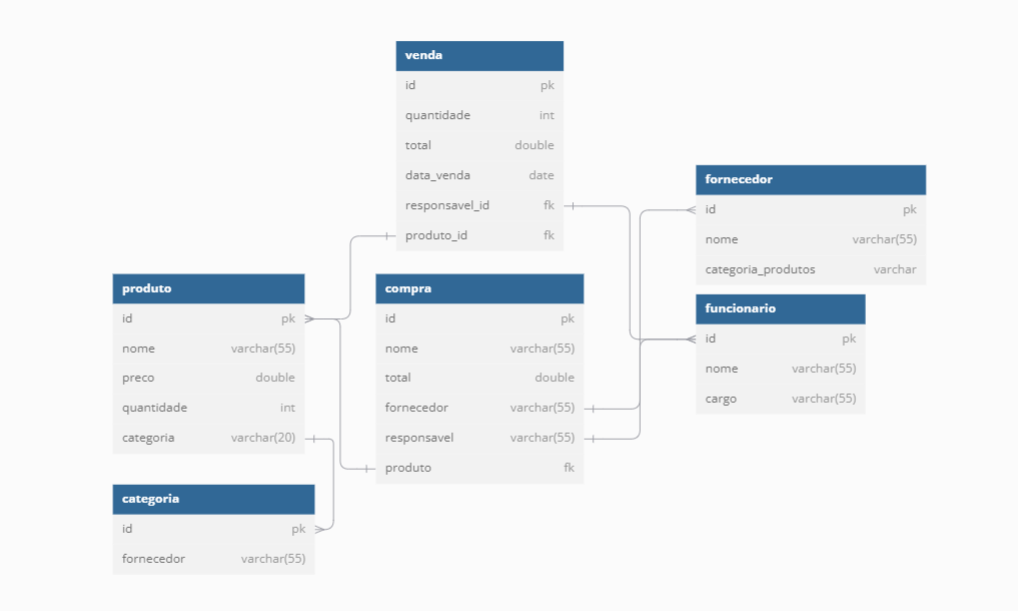 venda
id pk
quantidade int
total double
data_venda date
responsavel_id fk
produto_id fk
fornecedor
id pk
nome varchar(55)
categoria_produtos varchar
produto
id pk
nome varchar(55)
preco double
quantidade int
categoria varchar(20)
compra
id pk
nome varchar(55)
total double
fornecedor varchar(55)
responsavel varchar(55)
produto fk
funcionario
id pk
nome varchar(55)
cargo varchar(55)
categoria
id pk
fornecedor varchar(55)